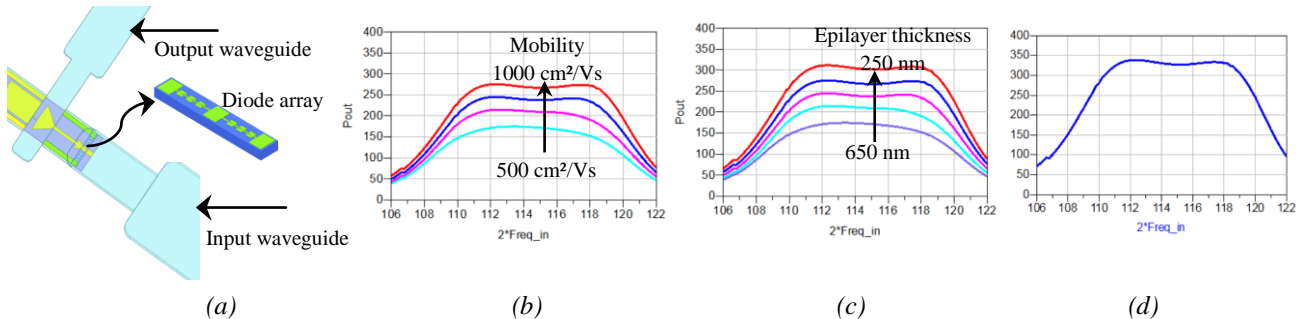 Output waveguide
Diode array
Input waveguide
(a)
Pout
400
350
300
250
200
150
100
50
0
Mobility
1000 cm²/Vs
500 cm²/Vs
106 108 110 112 114 116 118 120 122
2*Freq_in
(b)
Pout
400
350
300
250
200
150
100
50
0
Epilayer thickness
250 nm
650 nm
106 108 110 112 114 116 118 120 122
2*Freq_in
(c)
Pout
400
350
300
250
200
150
100
50
0
106 108 110 112 114 116 118 120 122
2*Freq_in
(d)